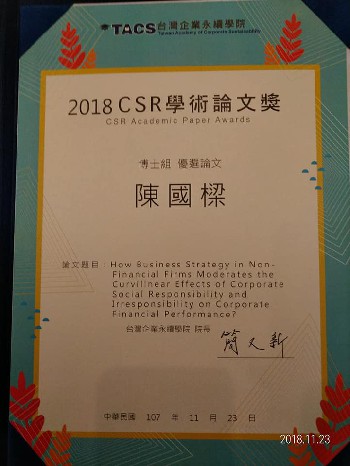 TACS 台灣企業永續學院
Taiwan Academy of Corporate Sustainability
2018 CSR學術論文獎
CSR Academic Paper Awards
博士組 優選論文
陳國樑
論文題目：How Business Strategy in Non-
Financial Firms Moderates the
Curvilinear Effects of Corporate
Social Responsibility and
Irresponsibility on Corporate
Financial Performance?
台灣企業永續學院 院長
簡又新
中華民國 107 年 11 月 23 日
2018.11.23